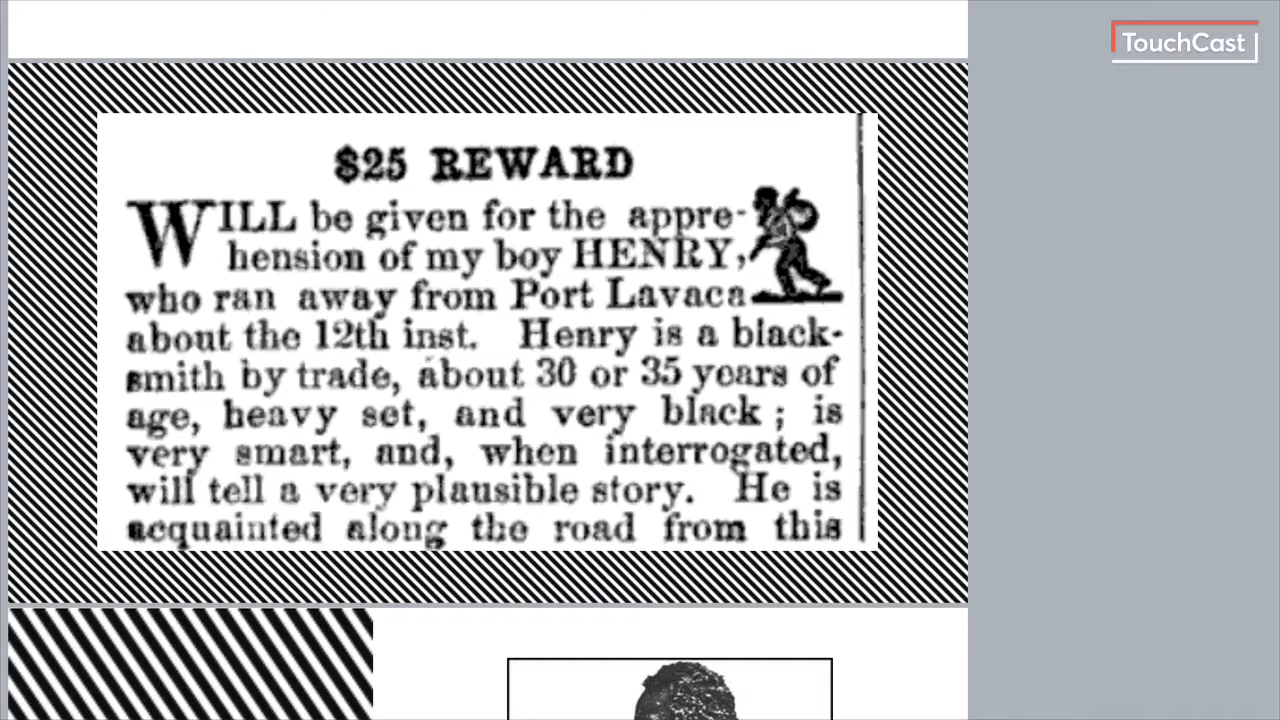 TouchCast
$25 REWARD
WILL be given for the appre-
hension of my boy HENRY,
who ran away from Port Lavaca
about the 12th inst. Henry is a black-
smith by trade, about 30 or 35 years of
age, heavy set, and very black ; is
very smart, and, when interrogated,
will tell a very plausible story. He is
acquainted along the road from this